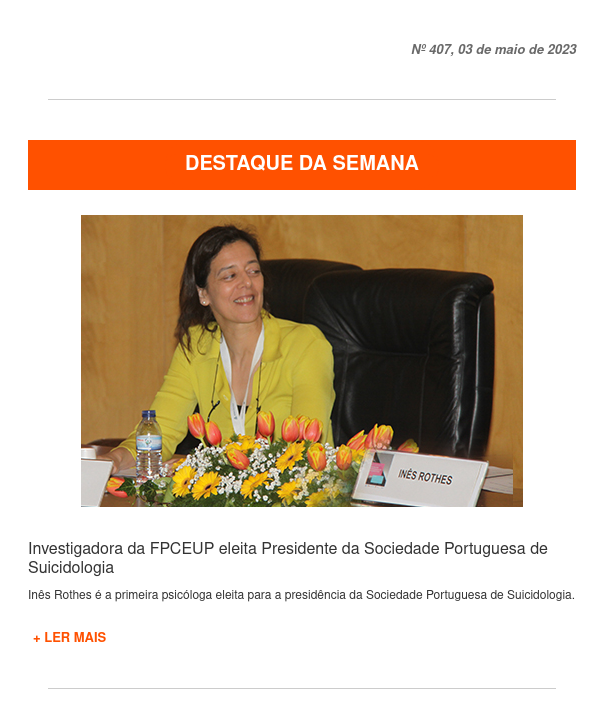 Nº 407, 03 de maio de 2023
DESTAQUE DA SEMANA
INÊS ROTHES
Investigadora da FPCEUP eleita Presidente da Sociedade Portuguesa de
Suicidologia
Inês Rothes é a primeira psicóloga eleita para a presidência da Sociedade Portuguesa de Suicidologia.
+ LER MAIS